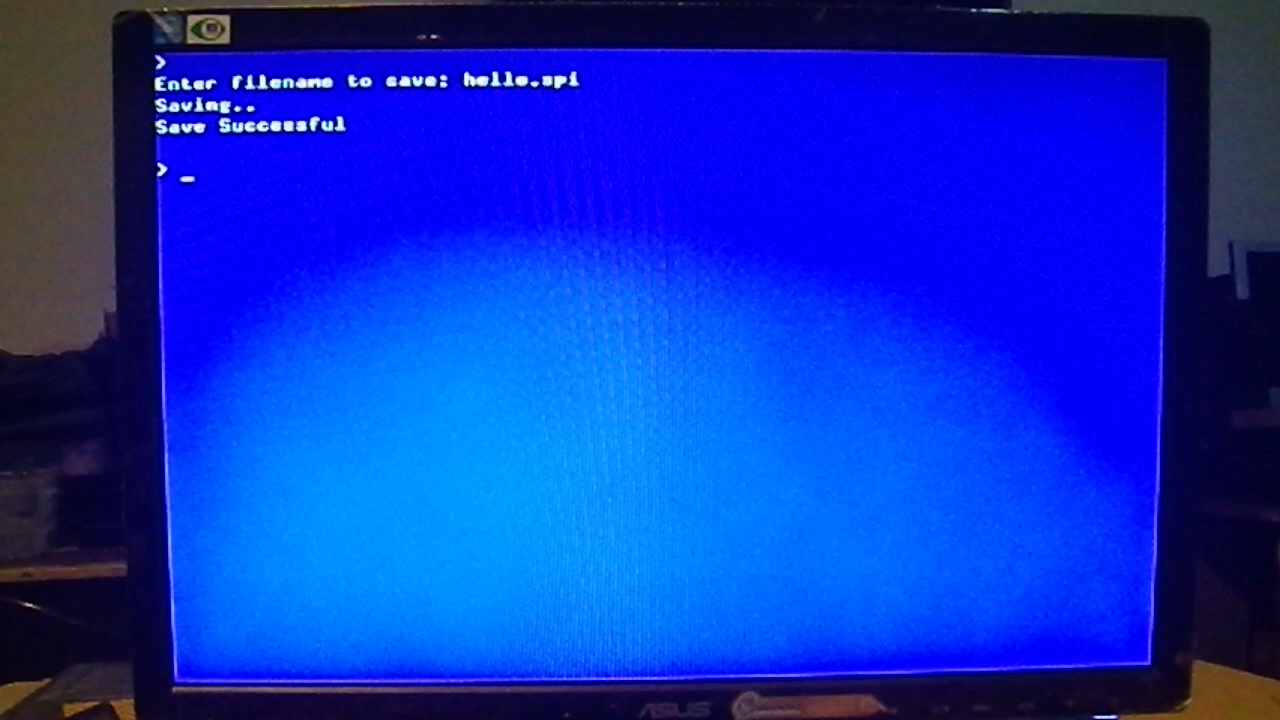 >
Enter filename to save: hello.spi
Saving..
Save Successful
> _
ASUS